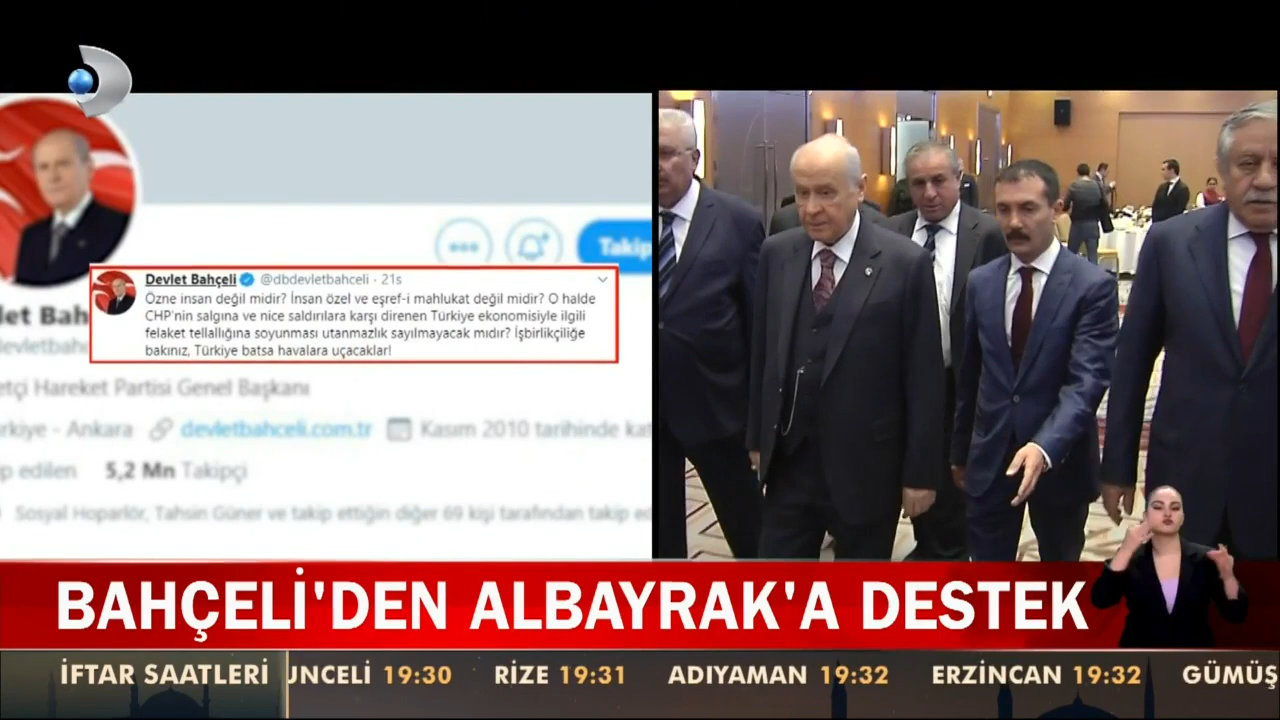 Devlet Bahçeli @dbdevletbahceli · 21s
Özne insan değil midir? İnsan özel ve eşref-i mahlukat değil midir? O halde
CHP'nin salgına ve nice saldırılara karşı direnen Türkiye ekonomisiyle ilgili
felaket tellallığına soyunması utanmazlık sayılmayacak mıdır? İşbirlikçiliğe
bakınız, Türkiye batsa havalara uçacaklar!
Takip
let Bah
evletbah
etçi Hareket Partisi Genel Başkanı
rkiye - Ankara devletbahceli.com.tr Kasım 2010 tarihinde kat
p edilen 5,2 Mn Takipçi
Sosyal Hoparlör, Tahsin Güner ve takip ettiğin diğer 69 kişi tarafından takip ed
BAHÇELİ'DEN ALBAYRAK'A DESTEK
İFTAR SAATLERİ UNCELİ 19:30 RİZE 19:31 ADIYAMAN 19:32 ERZİNCAN 19:32 GÜMÜŞ